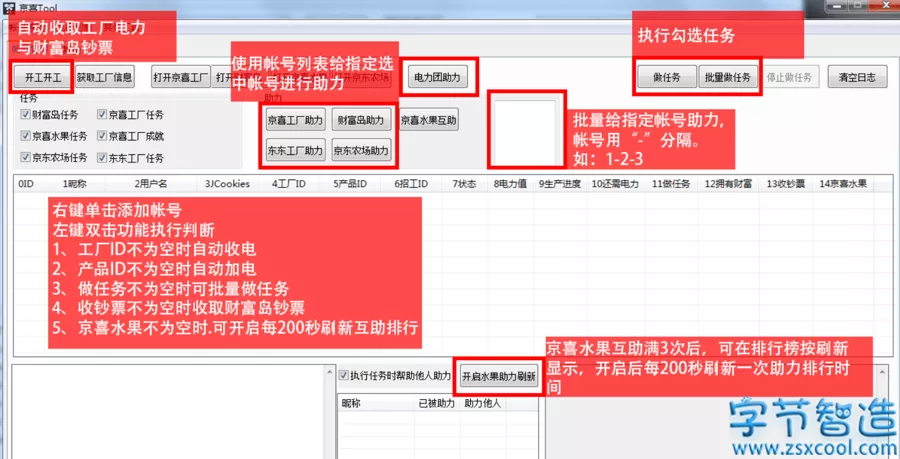 京喜Tool
自动收取工厂电力
与财富岛钞票
使用帐号列表给指定选
中帐号进行助力
执行勾选任务
开工开工 获取工厂信息 打开京喜工厂 打开 开京东农场 电力团助力 做任务 批量做任务 停止做任务 清空日志
任务
助力
财富岛任务 京喜工厂任务
京喜水果任务 京喜工厂成就
京东农场任务 东东工厂任务
京喜工厂助力 财富岛助力 京喜水果互助
东东工厂助力 京东农场助力
批量给指定帐号助力,
帐号用“-”分隔。
如：1-2-3
0ID 1昵称 2用户名 3JCookies 4工厂ID 5产品ID 6招工ID 7状态 8电力值 9生产进度 10还需电力 11做任务 12拥有财富 13收钞票 14京喜水果
右键单击添加帐号
左键双击功能执行判断
1、工厂ID不为空时自动收电
2、产品ID不为空时自动加电
3、做任务不为空时可批量做任务
4、收钞票不为空时收取财富岛钞票
5、京喜水果不为空时.可开启每200秒刷新互助排行
京喜水果互助满3次后，可在排行榜按刷新
显示，开启后每200秒刷新一次助力排行时
间
执行任务时帮助他人助力 开启水果助力刷新
昵称 已被助力 助力他人
字节智造
www.zsxcool.com